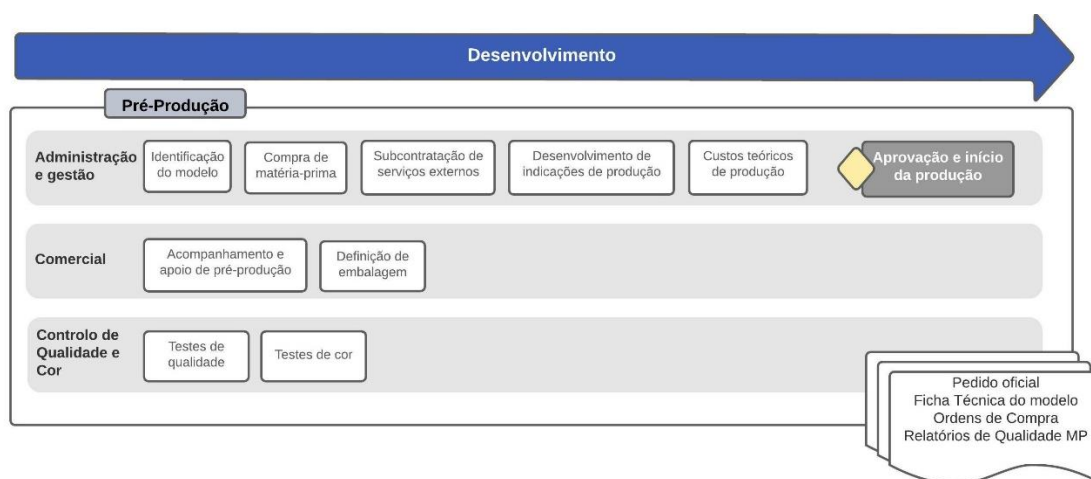 Desenvolvimento
Pré-Produção
Administração
e gestão
Identificação
do modelo
Compra de
matéria-prima
Subcontratação de
serviços externos
Desenvolvimento de
indicações de produção
Custos teóricos
de produção
Aprovação e início
da produção
Comercial
Acompanhamento e
apoio de pré-produção
Definição de
embalagem
Controlo de
Qualidade e
Cor
Testes de
qualidade
Testes de cor
Pedido oficial
Ficha Técnica do modelo
Ordens de Compra
Relatórios de Qualidade MP